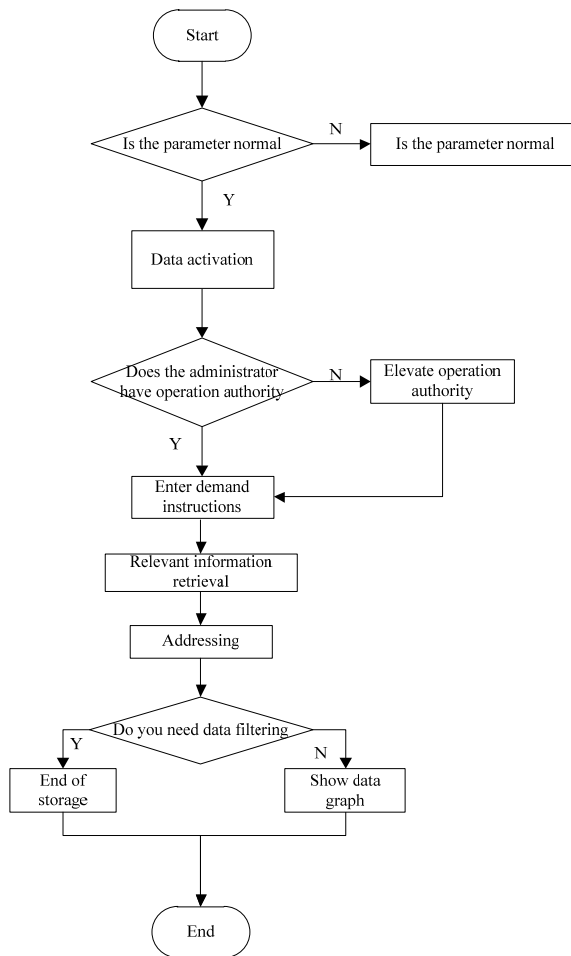 Start
Is the parameter normal
N
Is the parameter normal
Y
Data activation
Does the administrator
have operation authority
N
Elevate operation
authority
Y
Enter demand
instructions
Relevant information
retrieval
Addressing
Do you need data filtering
Y
N
End of
storage
Show data
graph
End